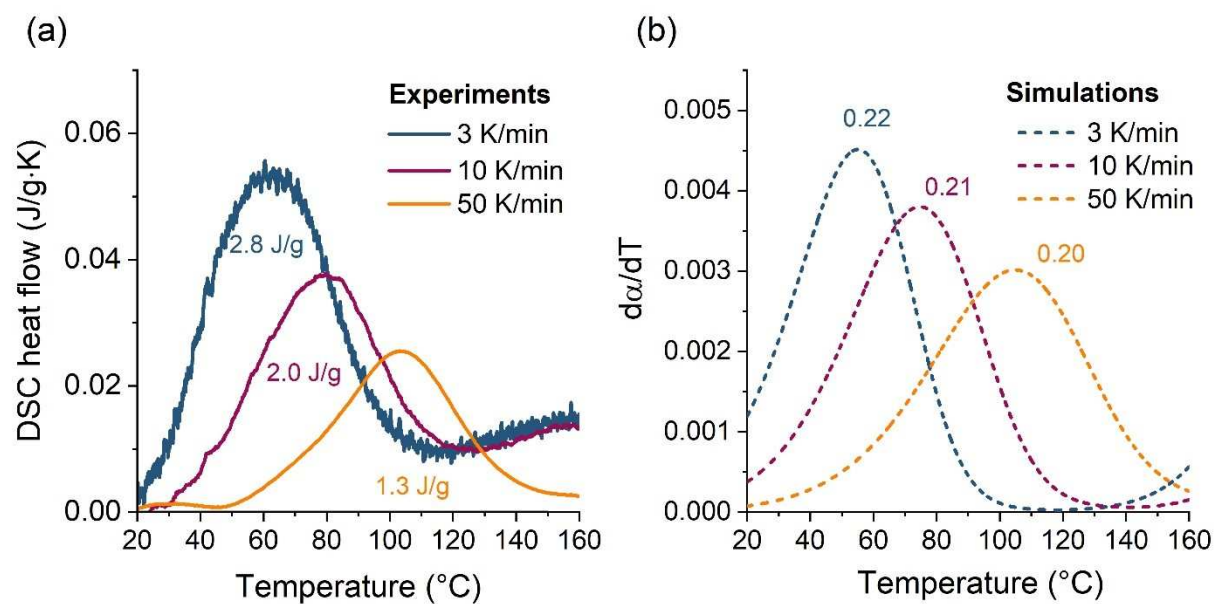 (a)
Experiments
3 K/min
10 K/min
50 K/min
2.8 J/g
2.0 J/g
1.3 J/g
DSC heat flow (J/g·K)
0.06
0.04
0.02
0.00
20 40 60 80 100 120 140 160
Temperature (°C)
(b)
Simulations
3 K/min
10 K/min
50 K/min
0.22
0.21
0.20
dα/dT
0.005
0.004
0.003
0.002
0.001
0.000
20 40 60 80 100 120 140 160
Temperature (°C)